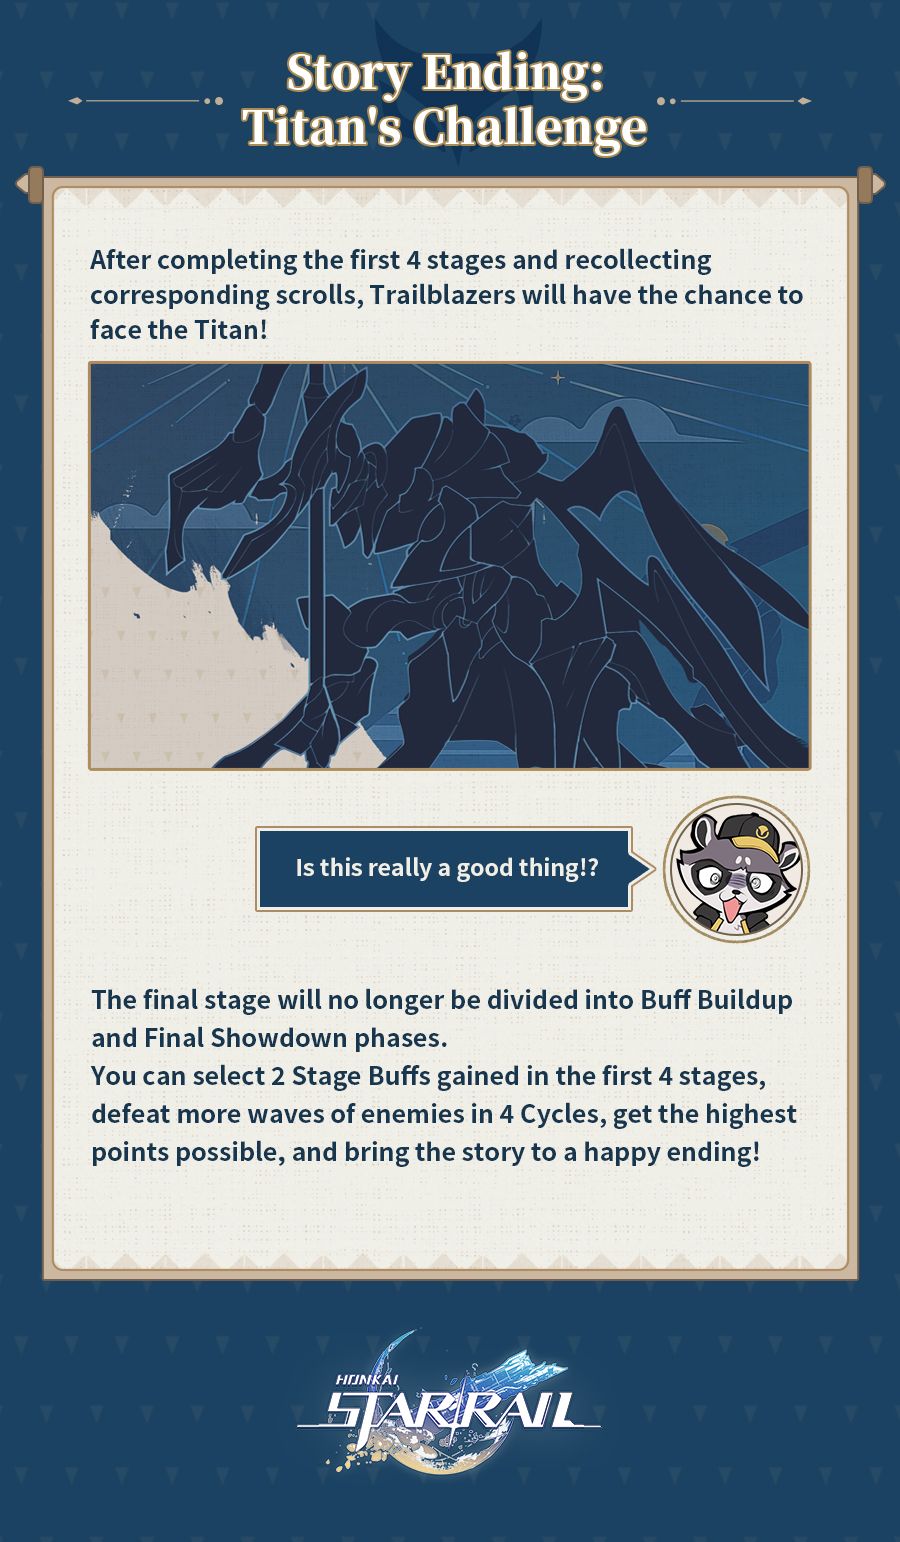 Story Ending:
Titan's Challenge
After completing the first 4 stages and recollecting
corresponding scrolls, Trailblazers will have the chance to
face the Titan!
Is this really a good thing!?
The final stage will no longer be divided into Buff Buildup
and Final Showdown phases.
You can select 2 Stage Buffs gained in the first 4 stages,
defeat more waves of enemies in 4 Cycles, get the highest
points possible, and bring the story to a happy ending!
HONKAI
STAR RAIL